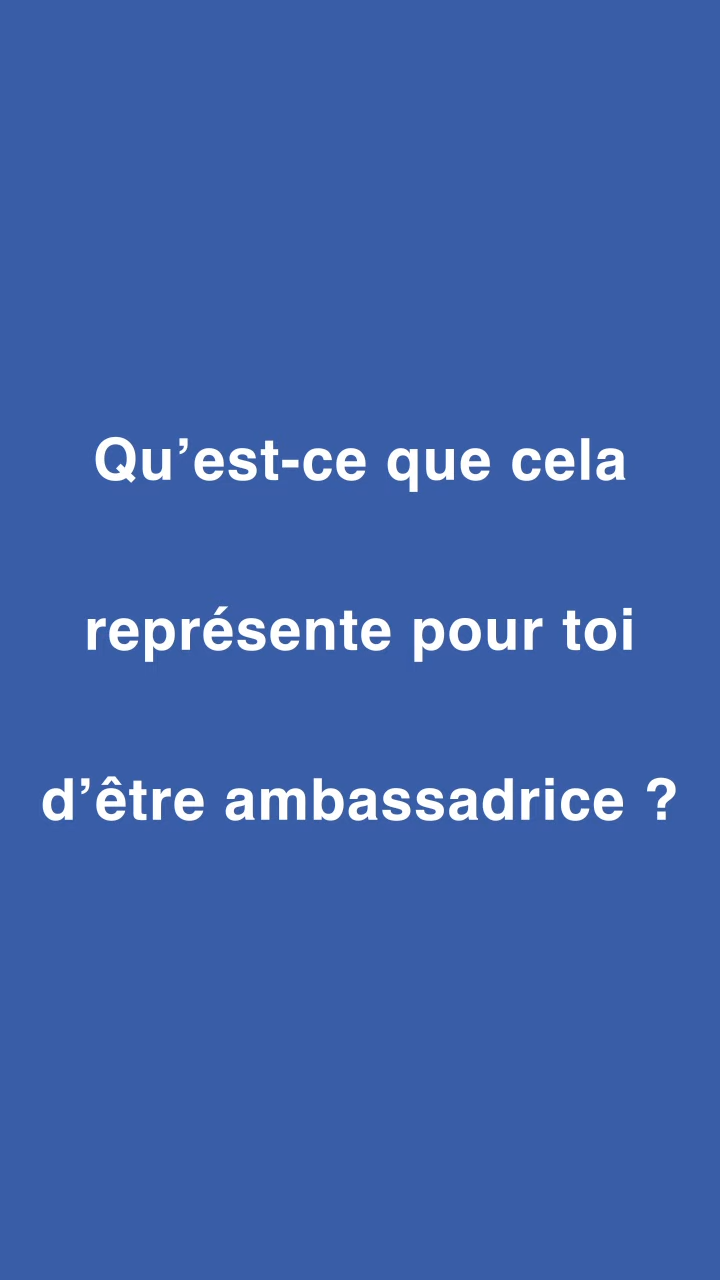 Qu’est-ce que cela
représente pour toi
d’être ambassadrice ?